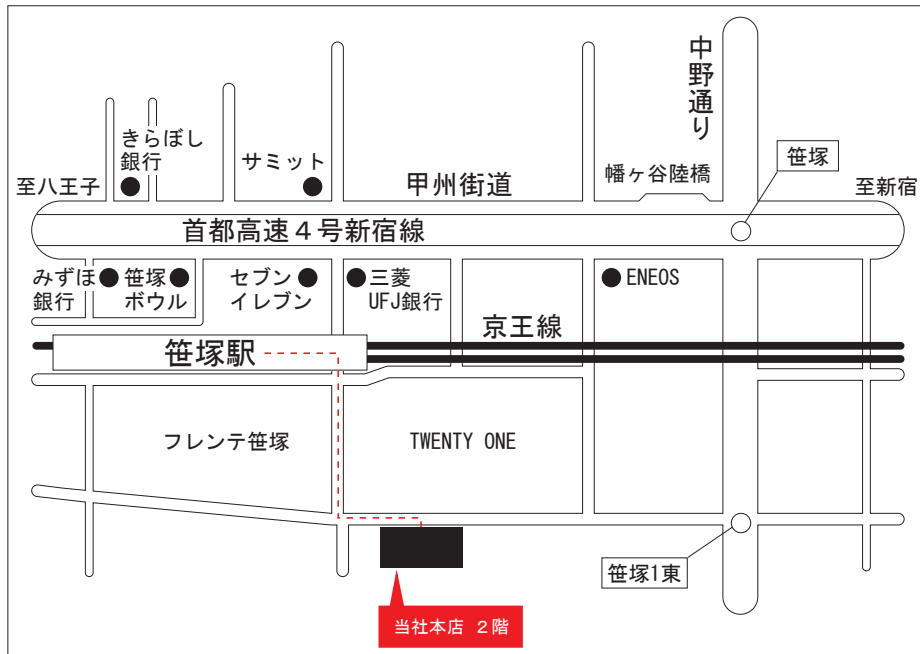 中野通り
きらぼし
銀行
サミット
笹塚
至八王子
甲州街道
幡ヶ谷陸橋
至新宿
首都高速４号新宿線
みずほ
銀行
笹塚
ボウル
セブン
イレブン
三菱
UFJ銀行
ENEOS
京王線
笹塚駅
フレンテ笹塚
TWENTY ONE
笹塚1東
当社本店 ２階